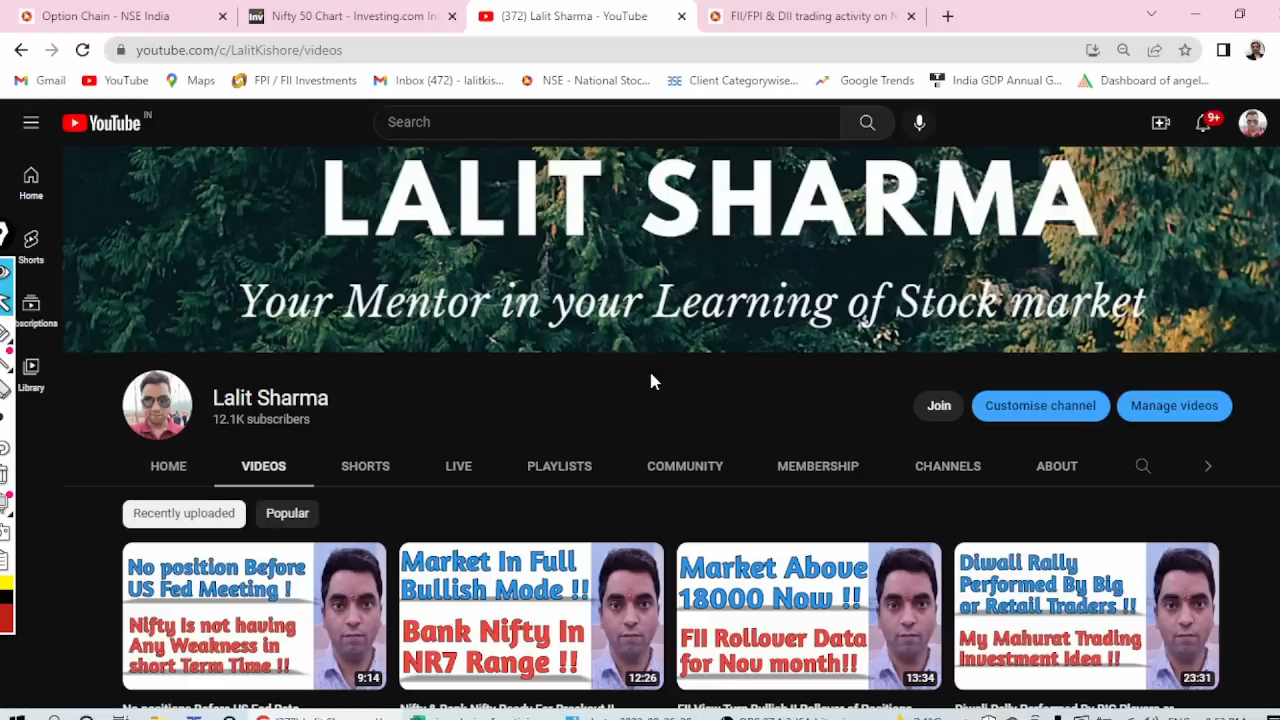 Option Chain - NSE India
Nifty 50 Chart - Investing.com In
(372) Lalit Sharma - YouTube
FII/FPI & DII trading activity on N
youtube.com/c/LalitKishore/videos
Gmail
YouTube
Maps
FPI / FII Investments
Inbox (472) - lalitkis...
NSE - National Stoc...
Client Categorywise...
Google Trends
India GDP Annual G...
Dashboard of angel...
YouTube IN
Search
9+
Home
Shorts
bscriptions
Library
LALIT SHARMA
Your Mentor in your Learning of Stock market
Lalit Sharma
12.1K subscribers
Join
Customise channel
Manage videos
HOME
VIDEOS
SHORTS
LIVE
PLAYLISTS
COMMUNITY
MEMBERSHIP
CHANNELS
ABOUT
Recently uploaded
Popular
No position Before
US Fed Meeting !
Nifty Is not having
Any Weakness in
short Term Time !!
9:14
Market In Full
Bullish Mode !!
Bank Nifty In
NR7 Range !!
12:26
Market Above
18000 Now !!
FII Rollover Data
for Nov month!!
13:34
Diwali Rally
Performed By Big
or Retail Traders !!
My Mahurat Trading
Investment Idea !!
23:31